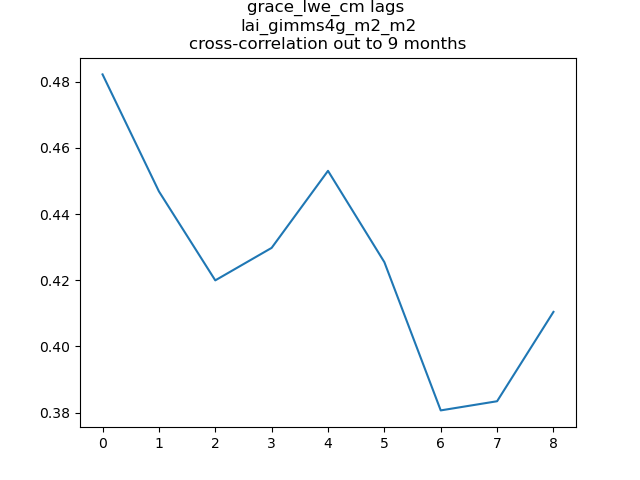 grace_lwe_cm lags
lai_gimms4g_m2_m2
cross-correlation out to 9 months
0.48
0.46
0.44
0.42
0.40
0.38
0 1 2 3 4 5 6 7 8